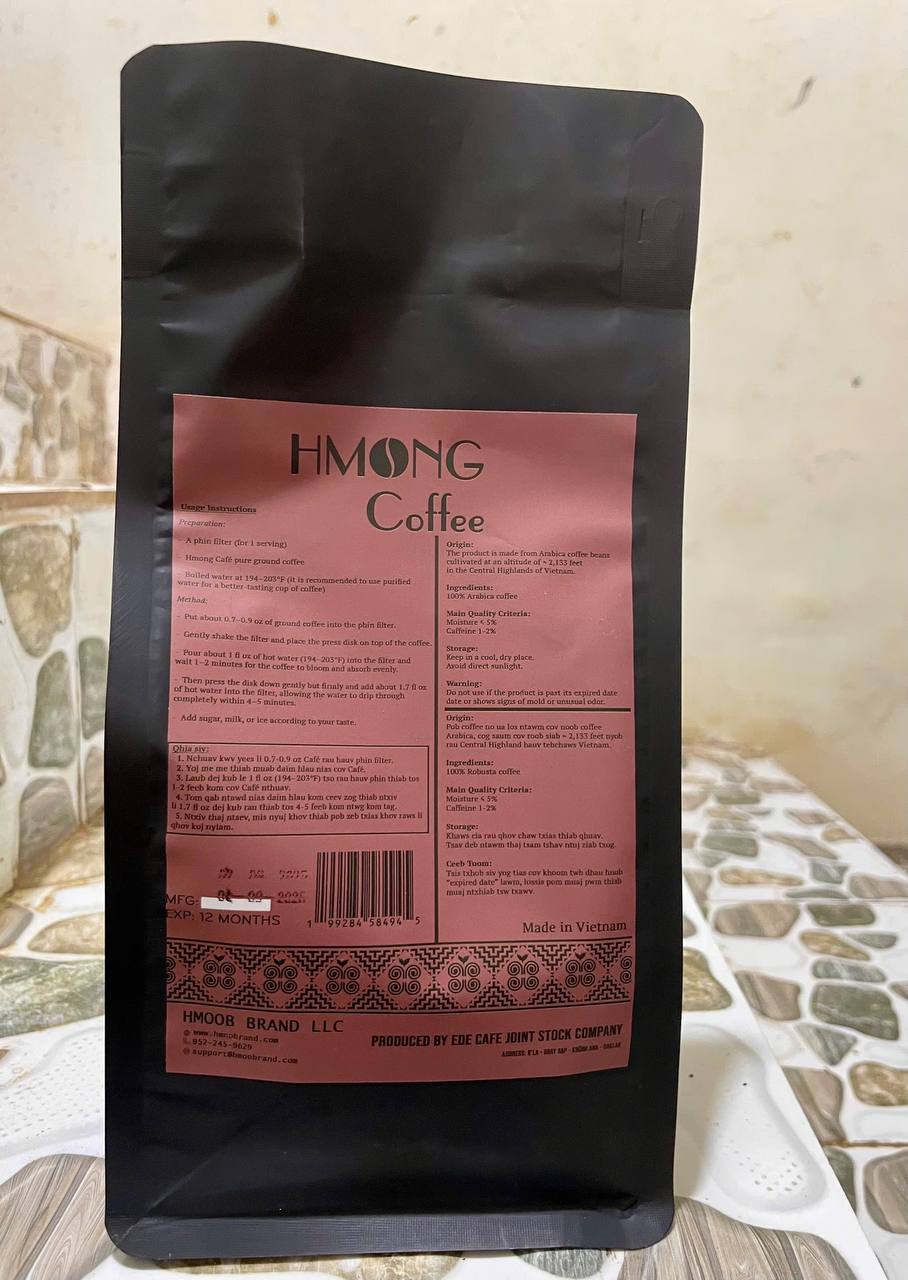 HMONG
Coffee
Usage Instructions
Preparation:
- A phin filter (for 1 serving)
- Hmong Café pure ground coffee
- Boiled water at 194–203°F (it is recommended to use purified
water for a better-tasting cup of coffee)
Method:
- Put about 0.7–0.9 oz of ground coffee into the phin filter.
- Gently shake the filter and place the press disk on top of the coffee.
- Pour about 1 fl oz of hot water (194–203°F) into the filter and
wait 1–2 minutes for the coffee to bloom and absorb evenly.
- Then press the disk down gently but firmly and add about 1.7 fl oz
of hot water into the filter, allowing the water to drip through
completely within 4–5 minutes.
- Add sugar, milk, or ice according to your taste.
Qhia siv:
1. Nchuav kwv yees li 0.7-0.9 oz Café rau hauv phin filter.
2. Yoj me me thiab muab daim hlau nias cov Café.
3. Laub dej kub le 1 fl oz (194-203°F) tso rau hauv phin thiab tos
1-2 feeb kom cov Café nthuav.
4. Tom qab ntawd nias daim hlau kom ceev zog thiab ntxiv
li 1.7 fl oz dej kub rau thiab tos 4-5 feeb kom ntwg kom tag.
5. Ntxiv thaj ntsev, mis nyuj khov thiab pob zeb txias khov raws li
qhov koj nyiam.
MFG:
EXP: 12 MONTHS
1 99284 58494 5
Origin:
The product is made from Arabica coffee beans
cultivated at an altitude of ≈ 2,133 feet
in the Central Highlands of Vietnam.
Ingredients:
100% Arabica coffee
Main Quality Criteria:
Moisture ≤ 5%
Caffeine 1-2%
Storage:
Keep in a cool, dry place.
Avoid direct sunlight.
Warning:
Do not use if the product is past its expired date
date or shows signs of mold or unusual odor.
Origin:
Pob coffee no ua los ntawm cov noob coffee
Arabica, cog saum cov roob siab ≈ 2,133 feet nyob
rau Central Highland hauv tebchaws Vietnam.
Ingredients:
100% Robusta coffee
Main Quality Criteria:
Moisture ≤ 5%
Caffeine 1-2%
Storage:
Khaws cia rau qhov chaw txias thiab qhuav.
Tsav deb ntawm thaj tsam tshav ntuj ziab txog.
Ceeb Toom:
Tsis txhob siv yog tias cov khoom twb dhau hnub
"expired date" lawm, lossis pom muaj pwm thiab
muaj ntxhiab tsw txawv.
Made in Vietnam
HMOOB BRAND LLC
www.hmoobrand.com
952-245-9629
support@hmoobrand.com
PRODUCED BY EDE CAFE JOINT STOCK COMPANY
ADDRESS: